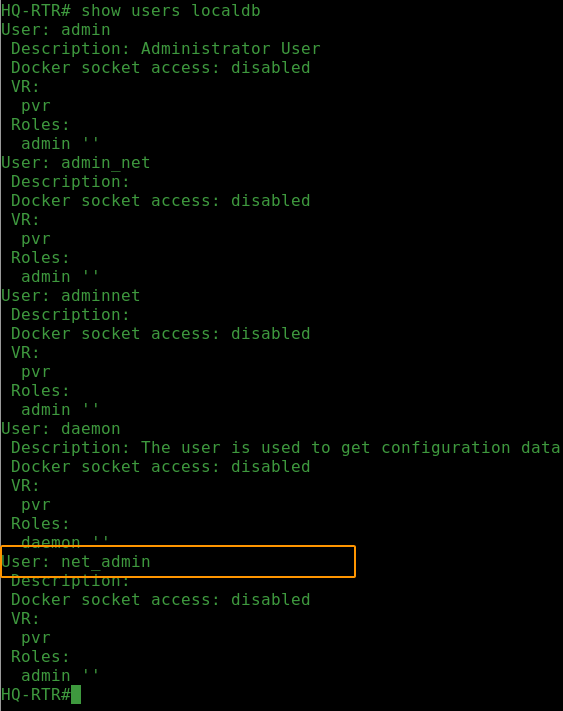 HQ-RTR# show users localdb
User: admin
Description: Administrator User
Docker socket access: disabled
VR:
pvr
Roles:
admin ''
User: admin_net
Description:
Docker socket access: disabled
VR:
pvr
Roles:
admin ''
User: adminnet
Description:
Docker socket access: disabled
VR:
pvr
Roles:
admin ''
User: daemon
Description: The user is used to get configuration data
Docker socket access: disabled
VR:
pvr
Roles:
daemon ''
User: net_admin
Description:
Docker socket access: disabled
VR:
pvr
Roles:
admin ''
HQ-RTR#